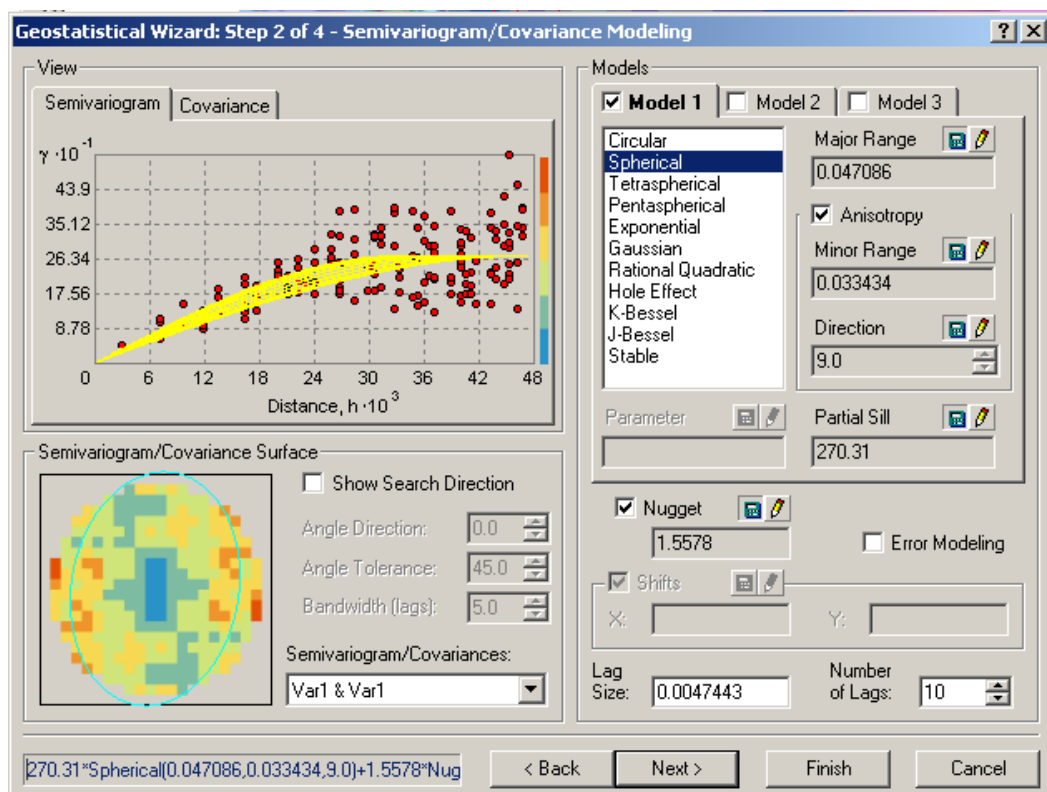 Geostatistical Wizard: Step 2 of 4 - Semivariogram/Covariance Modeling
View
Semivariogram Covariance
γ ·10 -1
43.9
35.12
26.34
17.56
8.78
0 6 12 18 24 30 36 42 48
Distance, h ·10 3
Semivariogram/Covariance Surface
Show Search Direction
Angle Direction: 0.0
Angle Tolerance: 45.0
Bandwidth (lags): 5.0
Semivariogram/Covariances:
Var1 & Var1
Models
Model 1 Model 2 Model 3
Circular
Spherical
Tetraspherical
Pentaspherical
Exponential
Gaussian
Rational Quadratic
Hole Effect
K-Bessel
J-Bessel
Stable
Major Range
0.047086
Anisotropy
Minor Range
0.033434
Direction
9.0
Parameter
Partial Sill
270.31
Nugget
1.5578
Error Modeling
Shifts
X: Y:
Lag Size: 0.0047443
Number of Lags: 10
270.31*Spherical(0.047086,0.033434,9.0)+1.5578*Nug
< Back Next > Finish Cancel